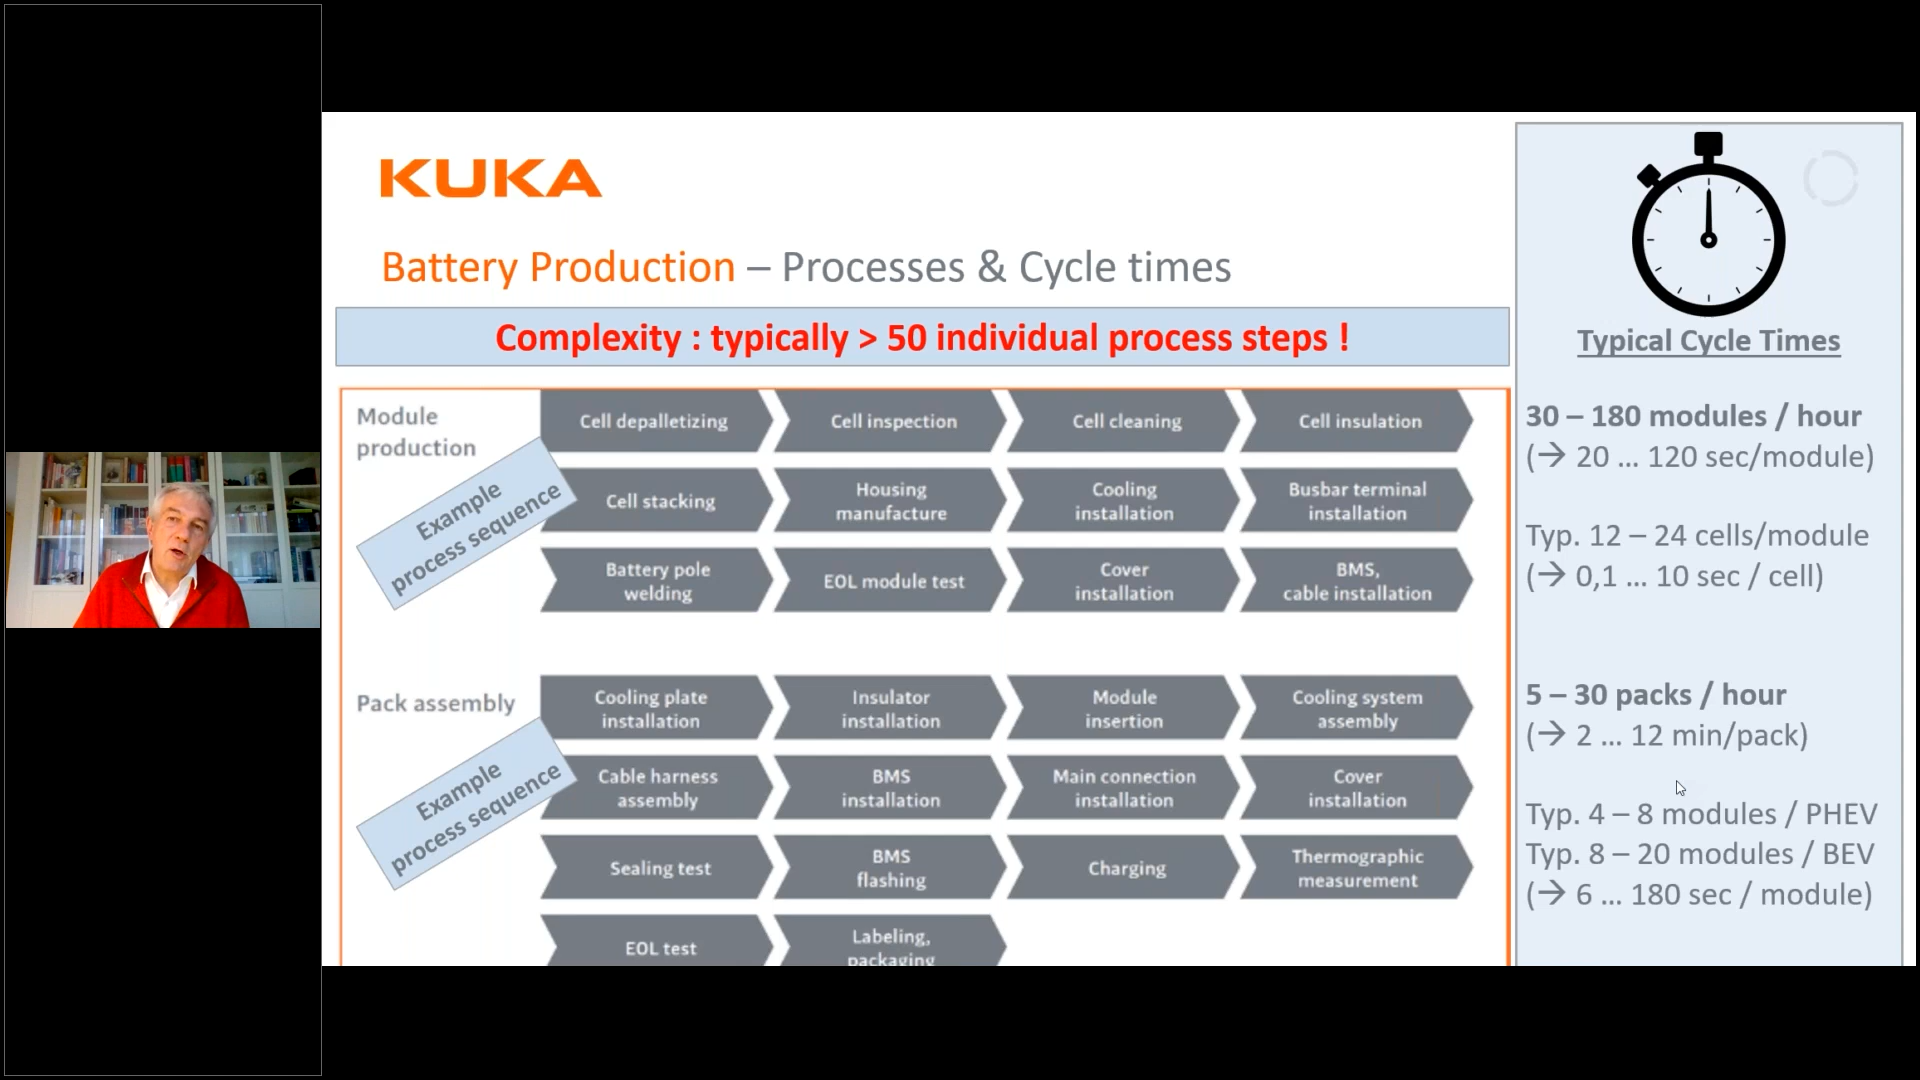 KUKA
Battery Production – Processes & Cycle times
Complexity : typically > 50 individual process steps !
Module
production
Example
process sequence
Cell depalletizing
Cell inspection
Cell cleaning
Cell insulation
Cell stacking
Housing
manufacture
Cooling
installation
Busbar terminal
installation
Battery pole
welding
EOL module test
Cover
installation
BMS,
cable installation
Pack assembly
Example
process sequence
Cooling plate
installation
Insulator
installation
Module
insertion
Cooling system
assembly
Cable harness
assembly
BMS
installation
Main connection
installation
Cover
installation
Sealing test
BMS
flashing
Charging
Thermographic
measurement
EOL test
Labeling,
packaging
Typical Cycle Times
30 – 180 modules / hour
(→ 20 ... 120 sec/module)
Typ. 12 – 24 cells/module
(→ 0,1 ... 10 sec / cell)
5 – 30 packs / hour
(→ 2 ... 12 min/pack)
Typ. 4 – 8 modules / PHEV
Typ. 8 – 20 modules / BEV
(→ 6 ... 180 sec / module)